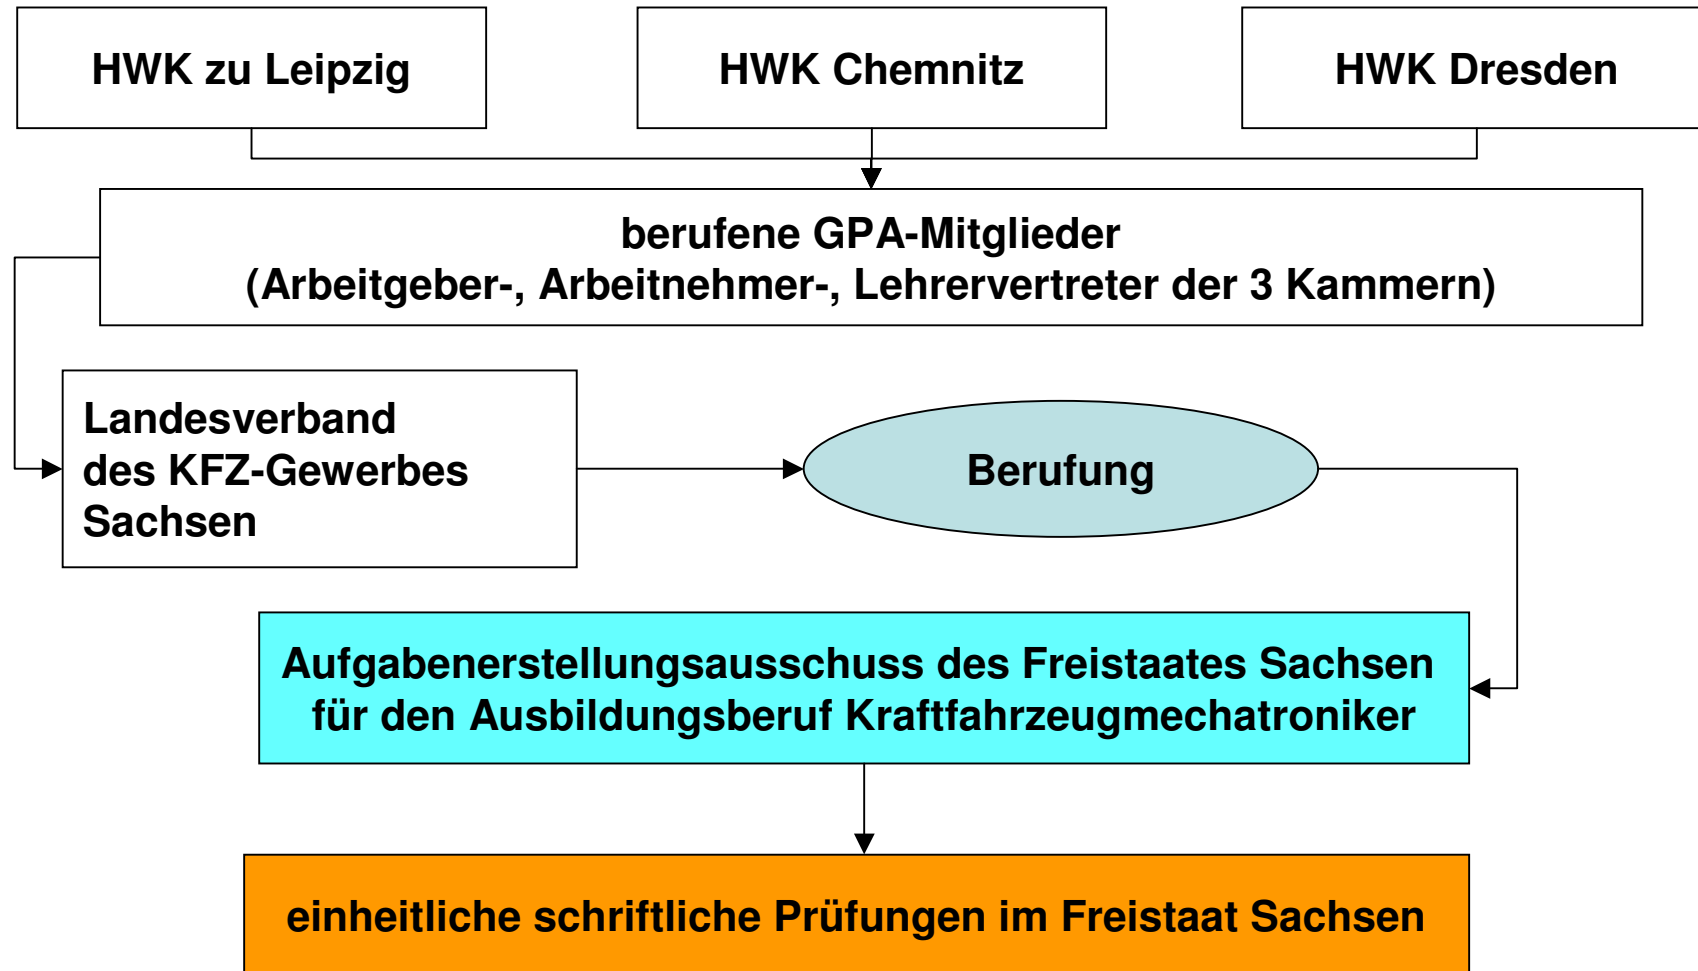 HWK zu Leipzig
HWK Chemnitz
HWK Dresden
berufene GPA-Mitglieder
(Arbeitgeber-, Arbeitnehmer-, Lehrervertreter der 3 Kammern)
Landesverband
des KFZ-Gewerbes
Sachsen
Berufung
Aufgabenerstellungsausschuss des Freistaates Sachsen
für den Ausbildungsberuf Kraftfahrzeugmechatroniker
einheitliche schriftliche Prüfungen im Freistaat Sachsen